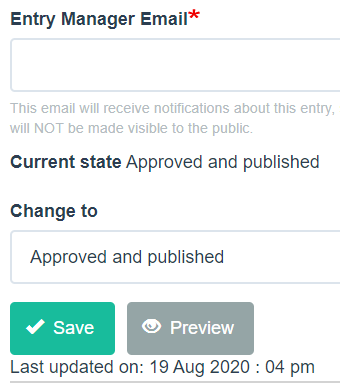 Entry Manager Email*
This email will receive notifications about this entry,
will NOT be made visible to the public.
Current state Approved and published
Change to
Approved and published
Save Preview
Last updated on: 19 Aug 2020 : 04 pm